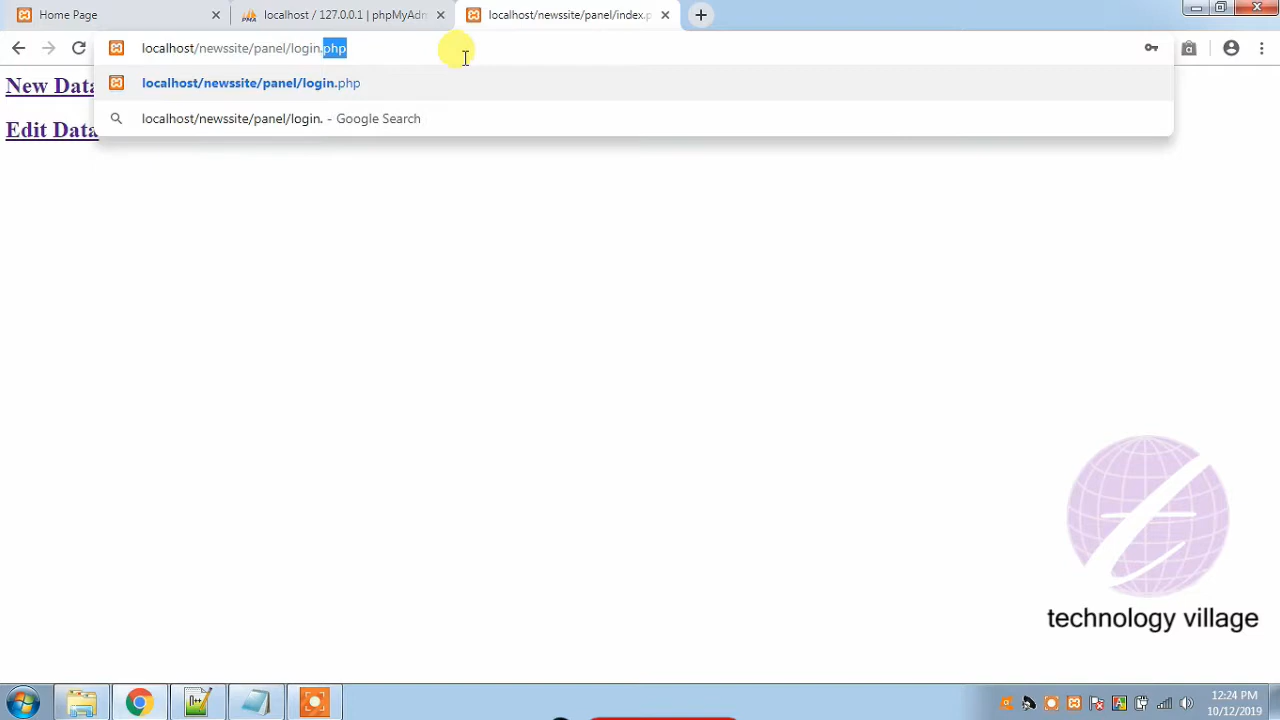 Home Page
localhost / 127.0.0.1 | phpMyAdm
localhost/newssite/panel/index.p
localhost/newssite/panel/login.php
New Data
localhost/newssite/panel/login.php
localhost/newssite/panel/login. - Google Search
Edit Data
technology village
12:24 PM
10/12/2019